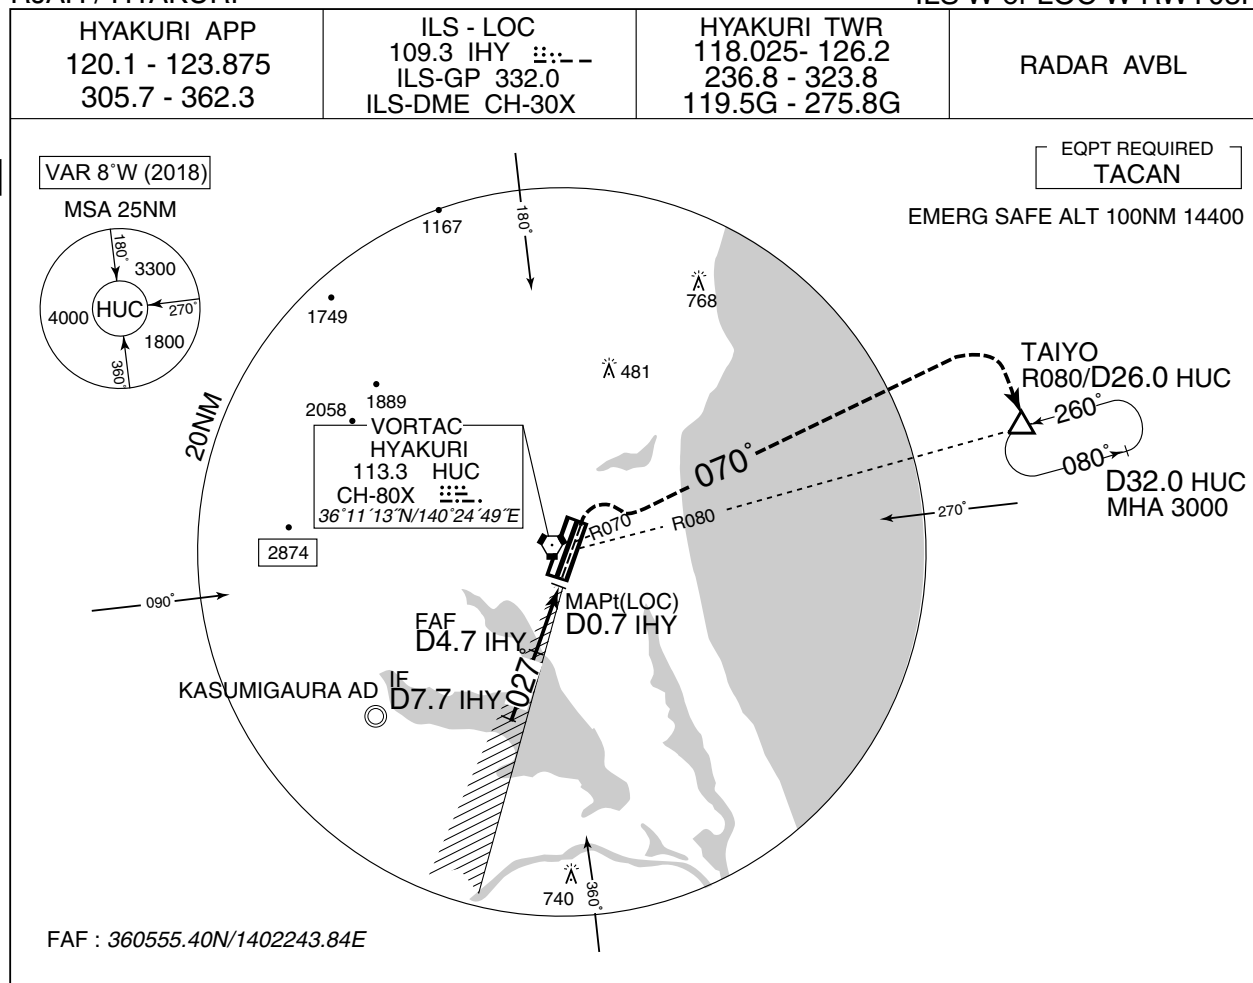 HYAKURI APP
120.1 - 123.875
305.7 - 362.3
ILS - LOC
109.3 IHY
ILS-GP 332.0
ILS-DME CH-30X
HYAKURI TWR
118.025- 126.2
236.8 - 323.8
119.5G - 275.8G
RADAR AVBL
VAR 8°W (2018)
MSA 25NM
180°
3300
4000
HUC
270°
1800
360°
EQPT REQUIRED
TACAN
EMERG SAFE ALT 100NM 14400
180°
1167
768
1749
481
1889
2058
20NM
VORTAC
HYAKURI
113.3 HUC
CH-80X
36°11´13˝N/140°24´49˝E
TAIYO
R080/D26.0 HUC
260°
080°
D32.0 HUC
MHA 3000
070°
R070
R080
270°
2874
090°
MAPt(LOC)
D0.7 IHY
FAF
D4.7 IHY
027°
IF
D7.7 IHY
KASUMIGAURA AD
740
360°
FAF : 360555.40N/1402243.84E